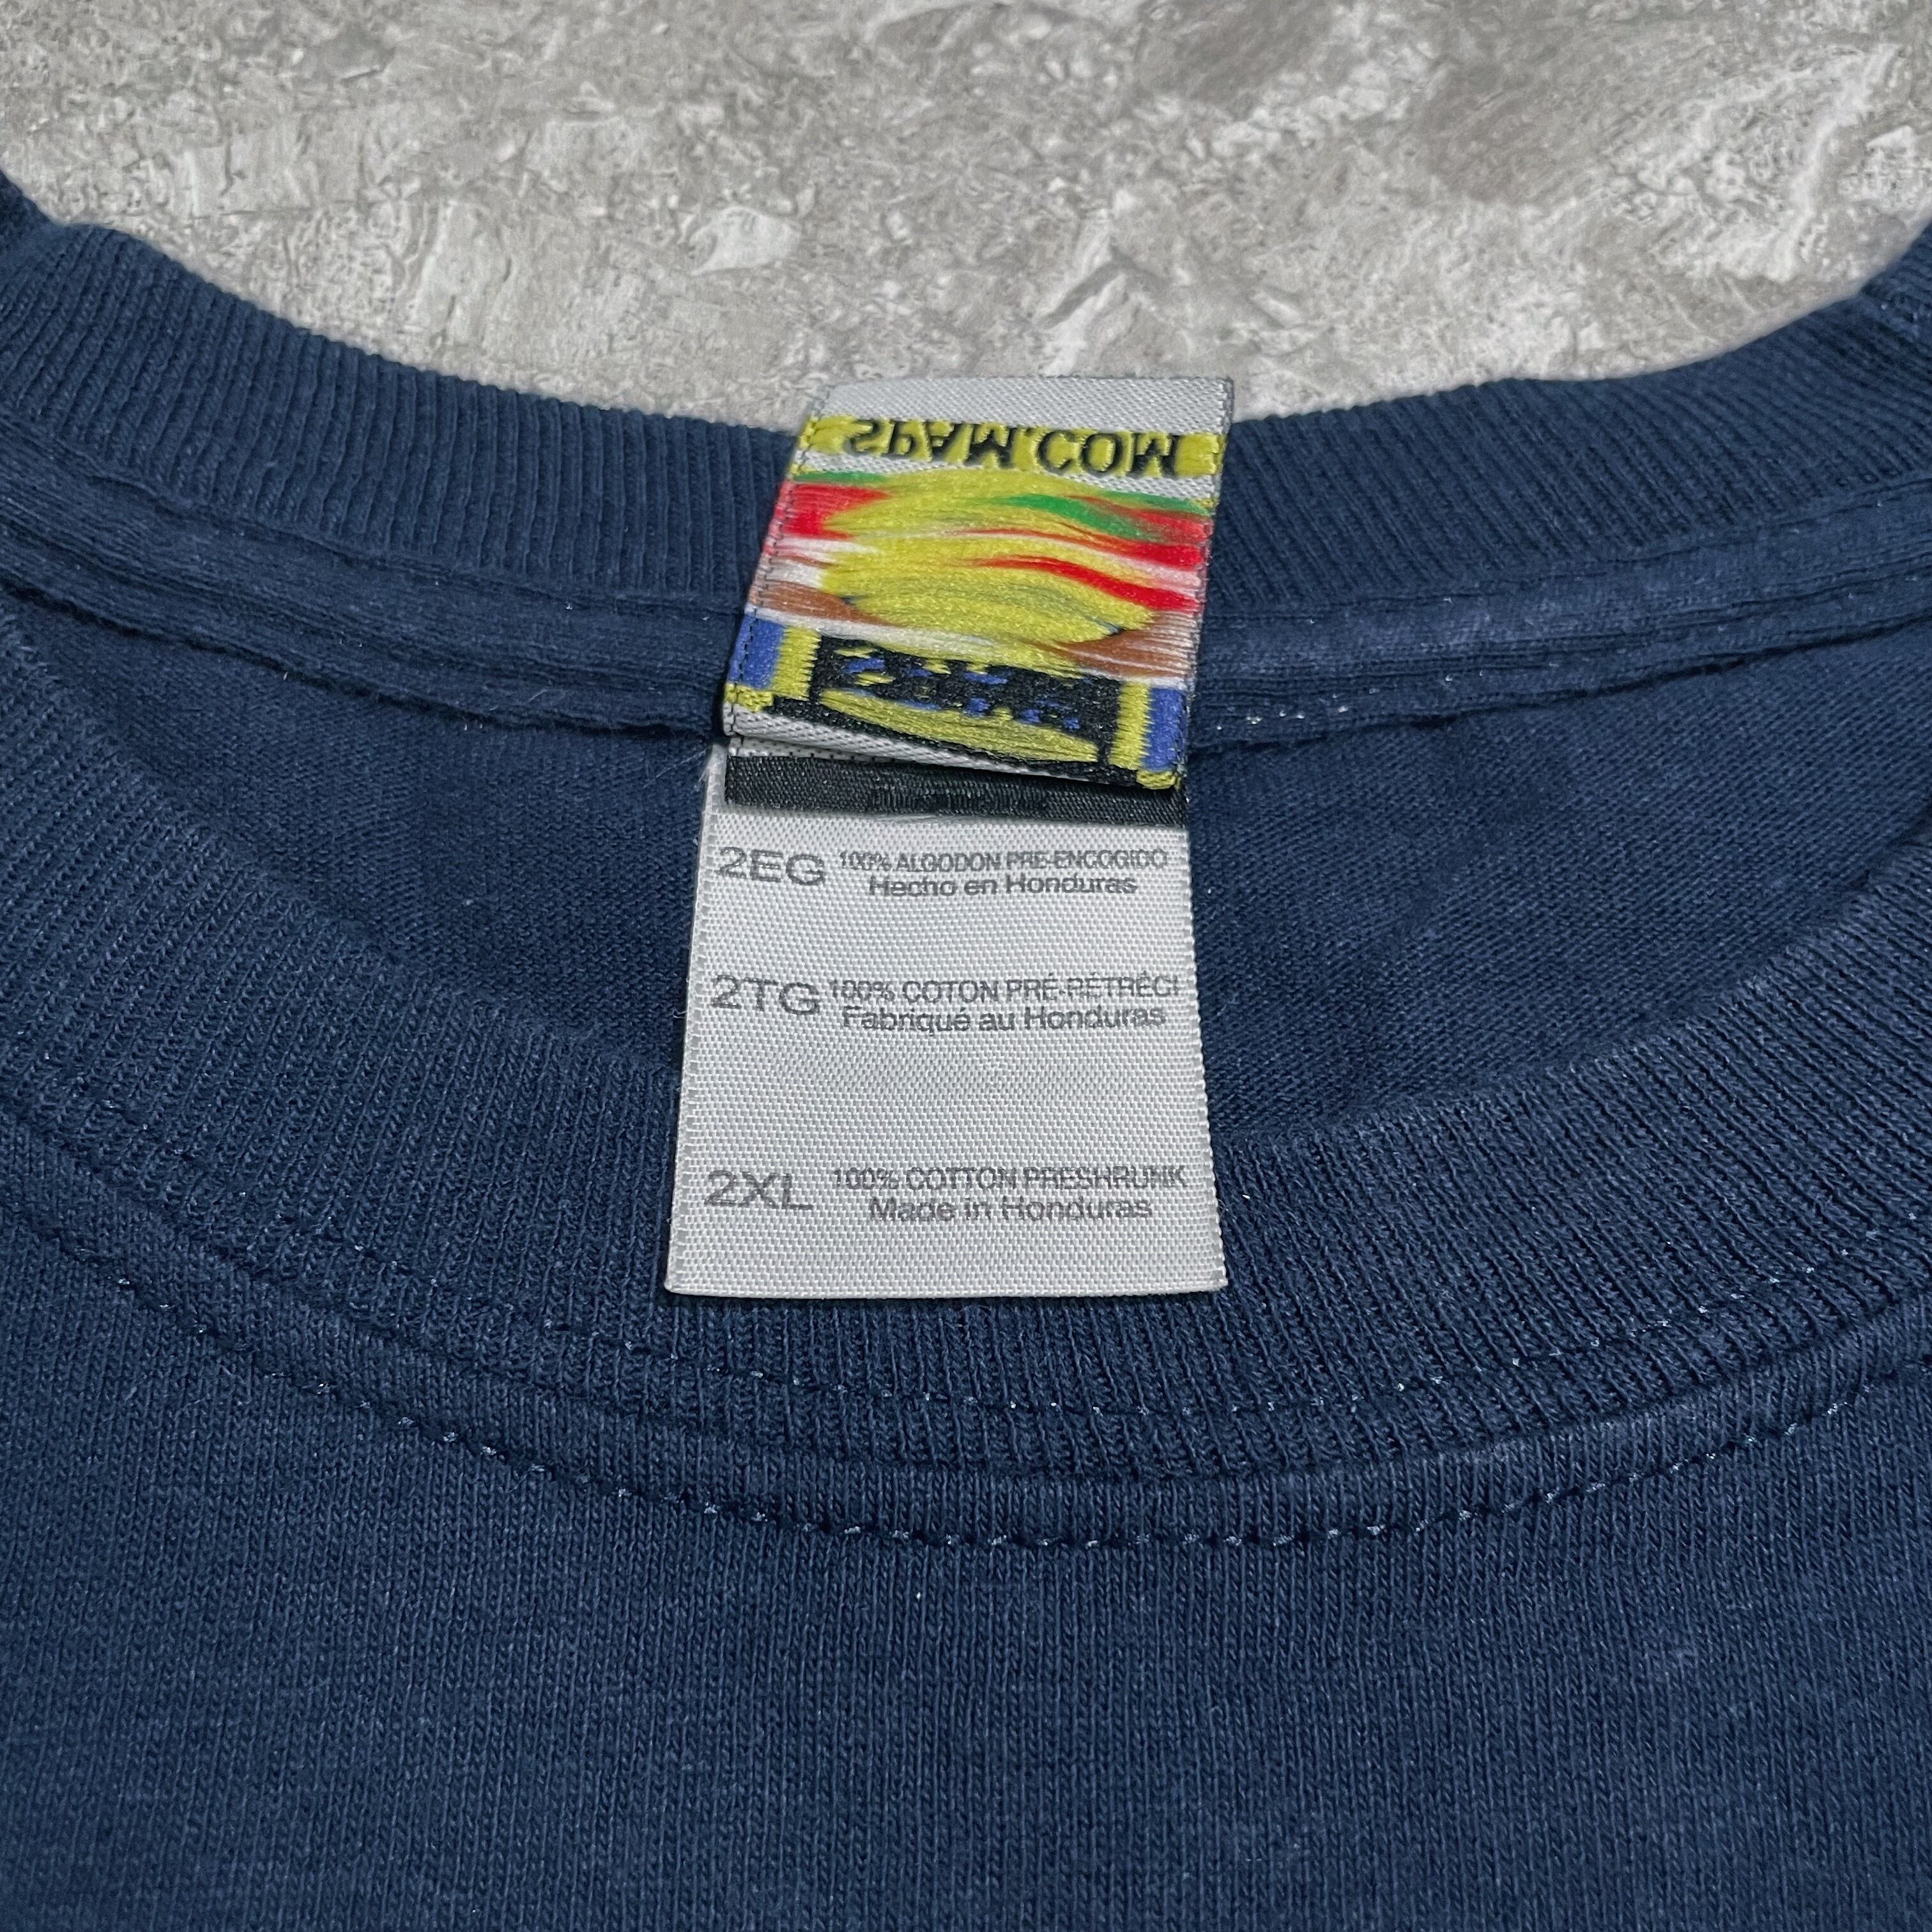 SPAM.COM
2EG 100% ALGODON PRE-ENCOGIDO
Hecho en Honduras
2TG 100% COTON PRÉ-RÉTRÉCI
Fabriqué au Honduras
2XL 100% COTTON PRESHRUNK
Made in Honduras